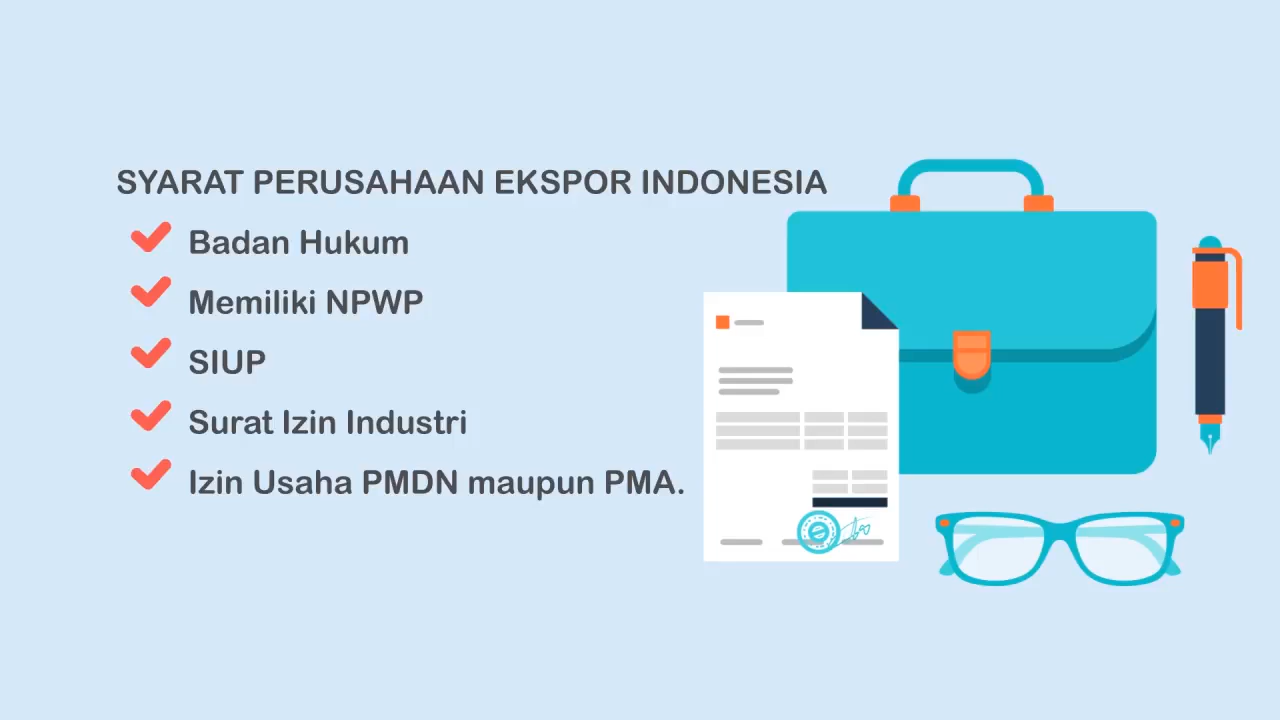 SYARAT PERUSAHAAN EKSPOR INDONESIA
Badan Hukum
Memiliki NPWP
SIUP
Surat Izin Industri
Izin Usaha PMDN maupun PMA.